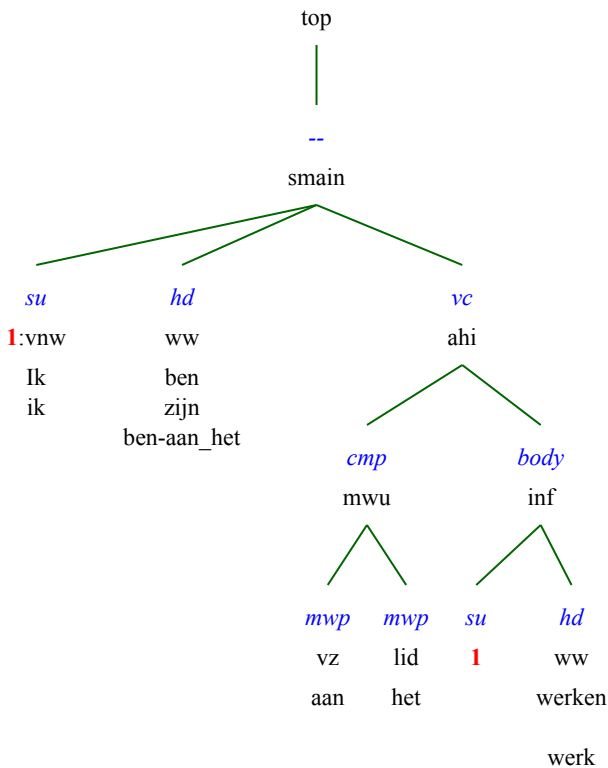 top
--
smain
su hd vc
1:vnw ww ahi
Ik ben
ik zijn
ben-aan_het
cmp body
mwu inf
mwp mwp su hd
vz lid 1 ww
aan het werken
werk